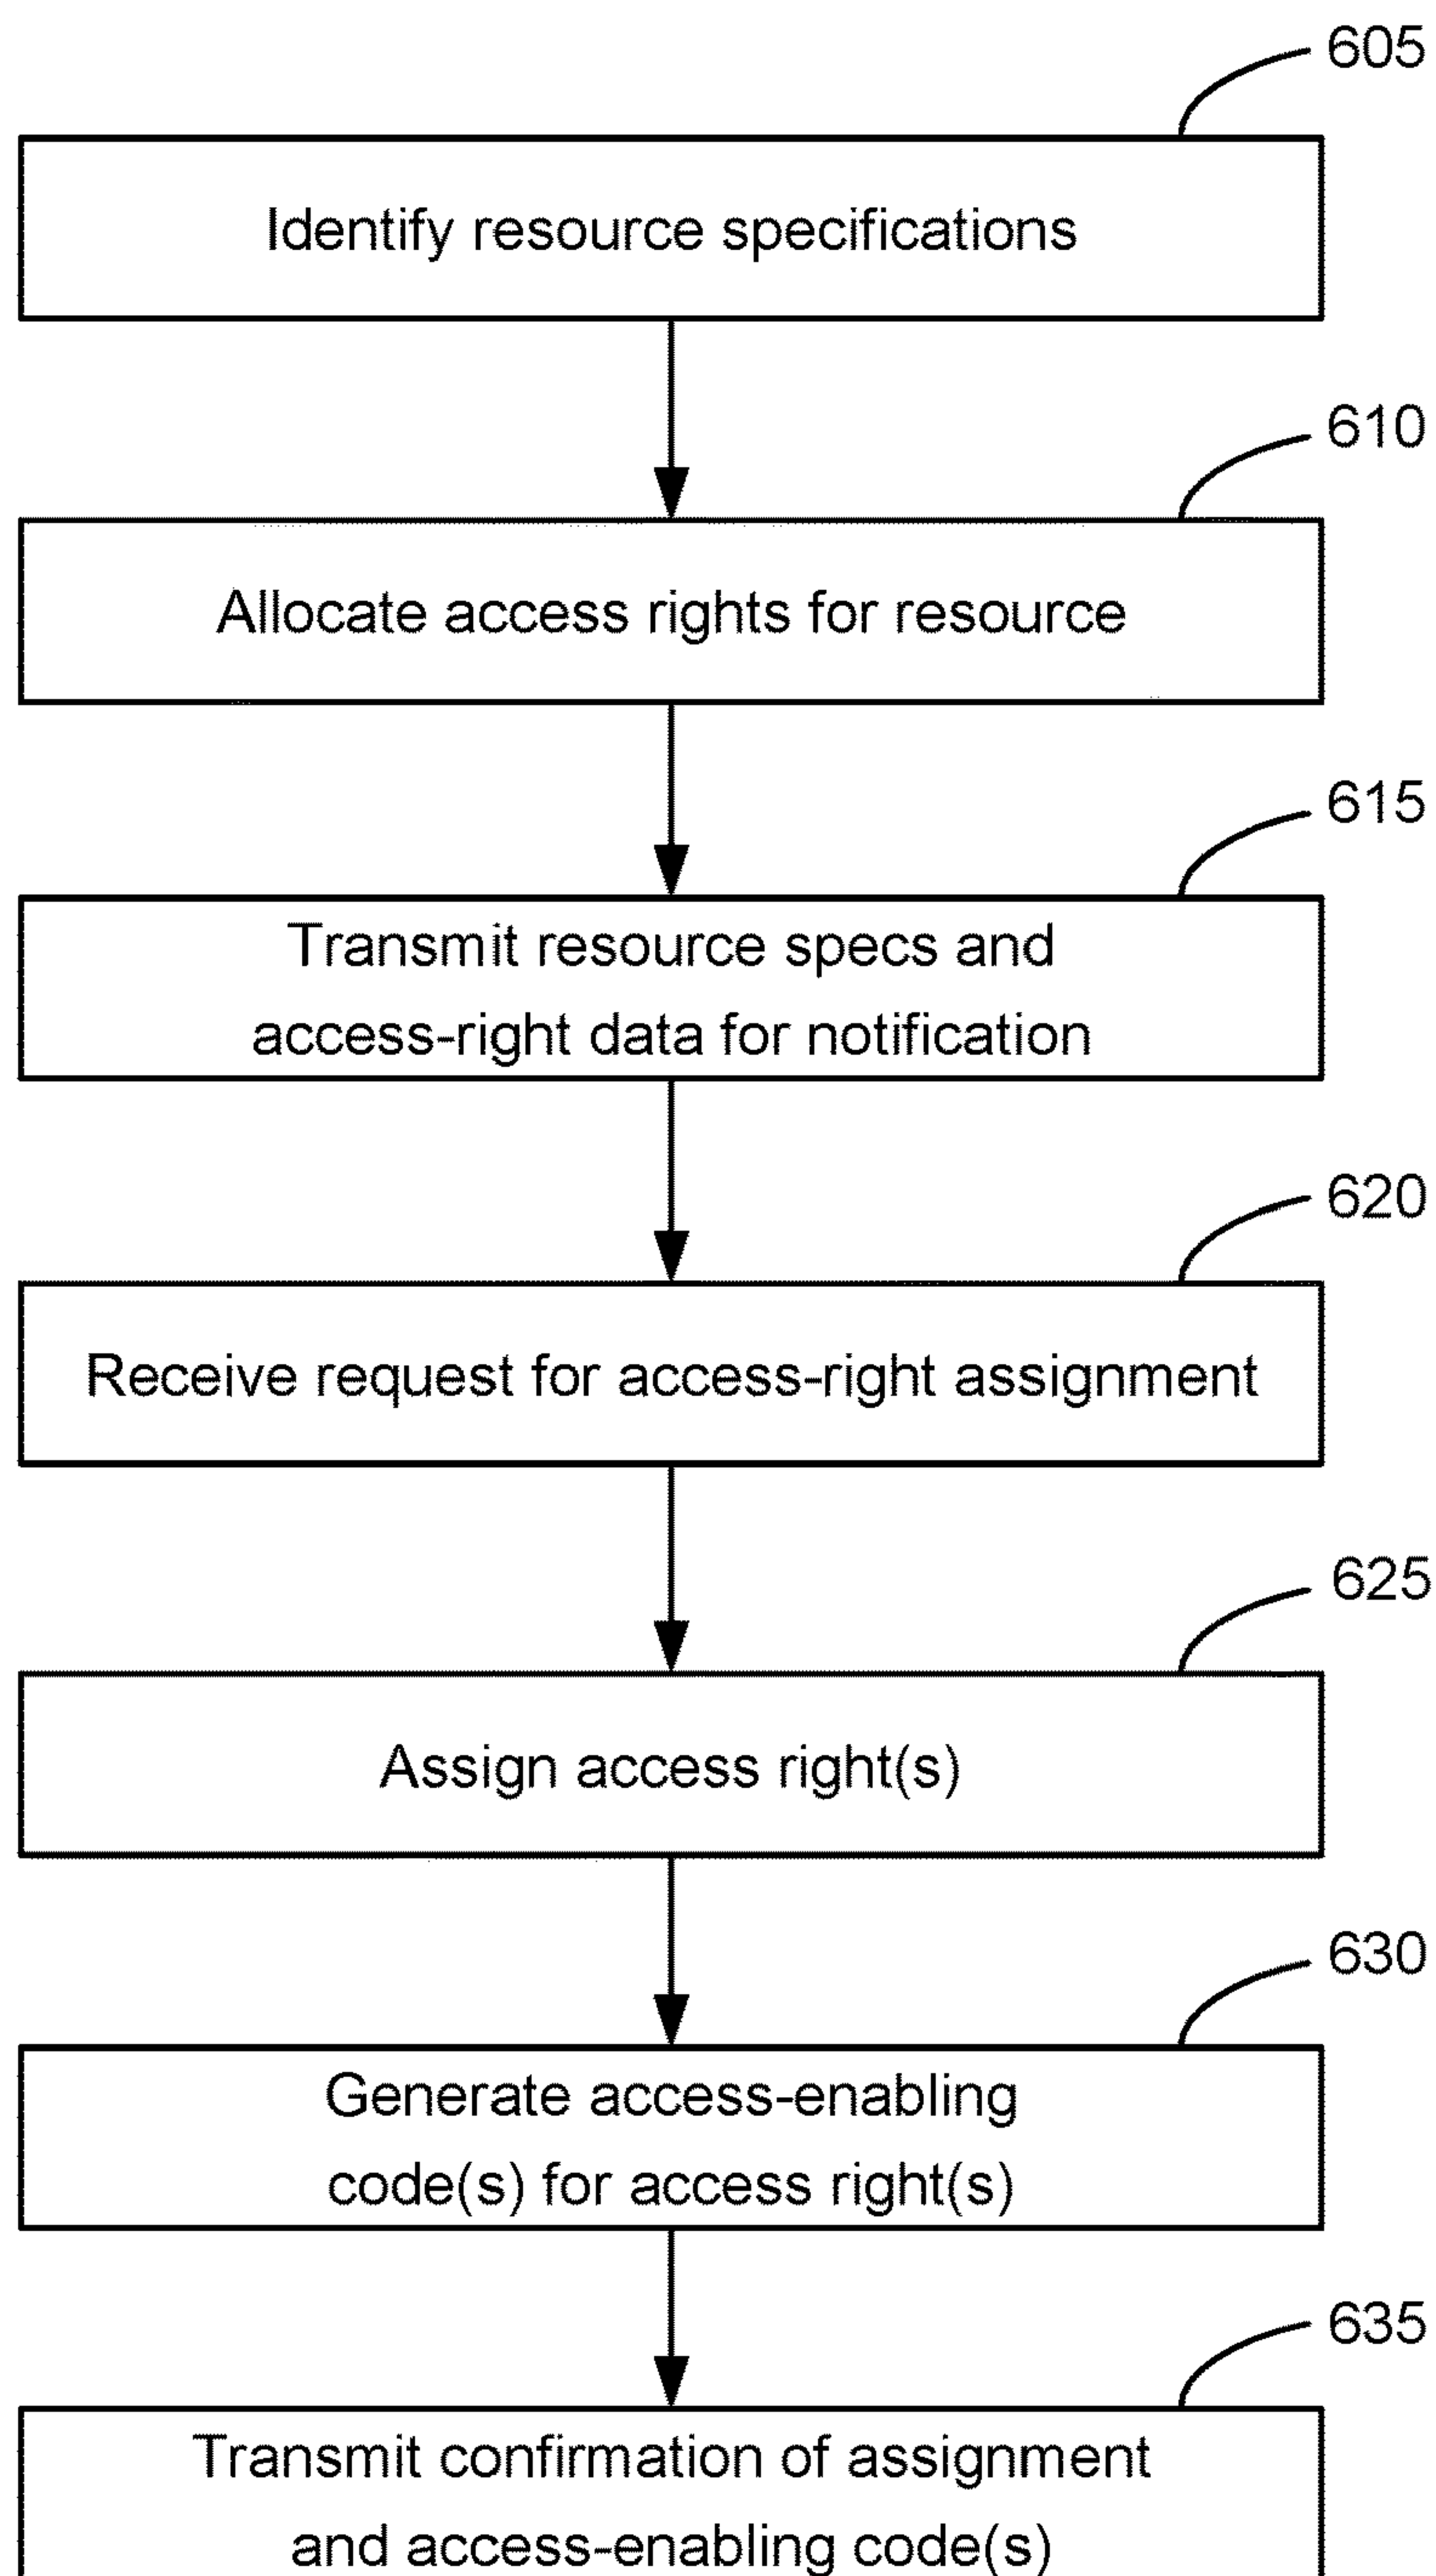 605
Identify resource specifications
610
Allocate access rights for resource
615
Transmit resource specs and
access-right data for notification
620
Receive request for access-right assignment
625
Assign access right(s)
630
Generate access-enabling
code(s) for access right(s)
635
Transmit confirmation of assignment
and access-enabling code(s)